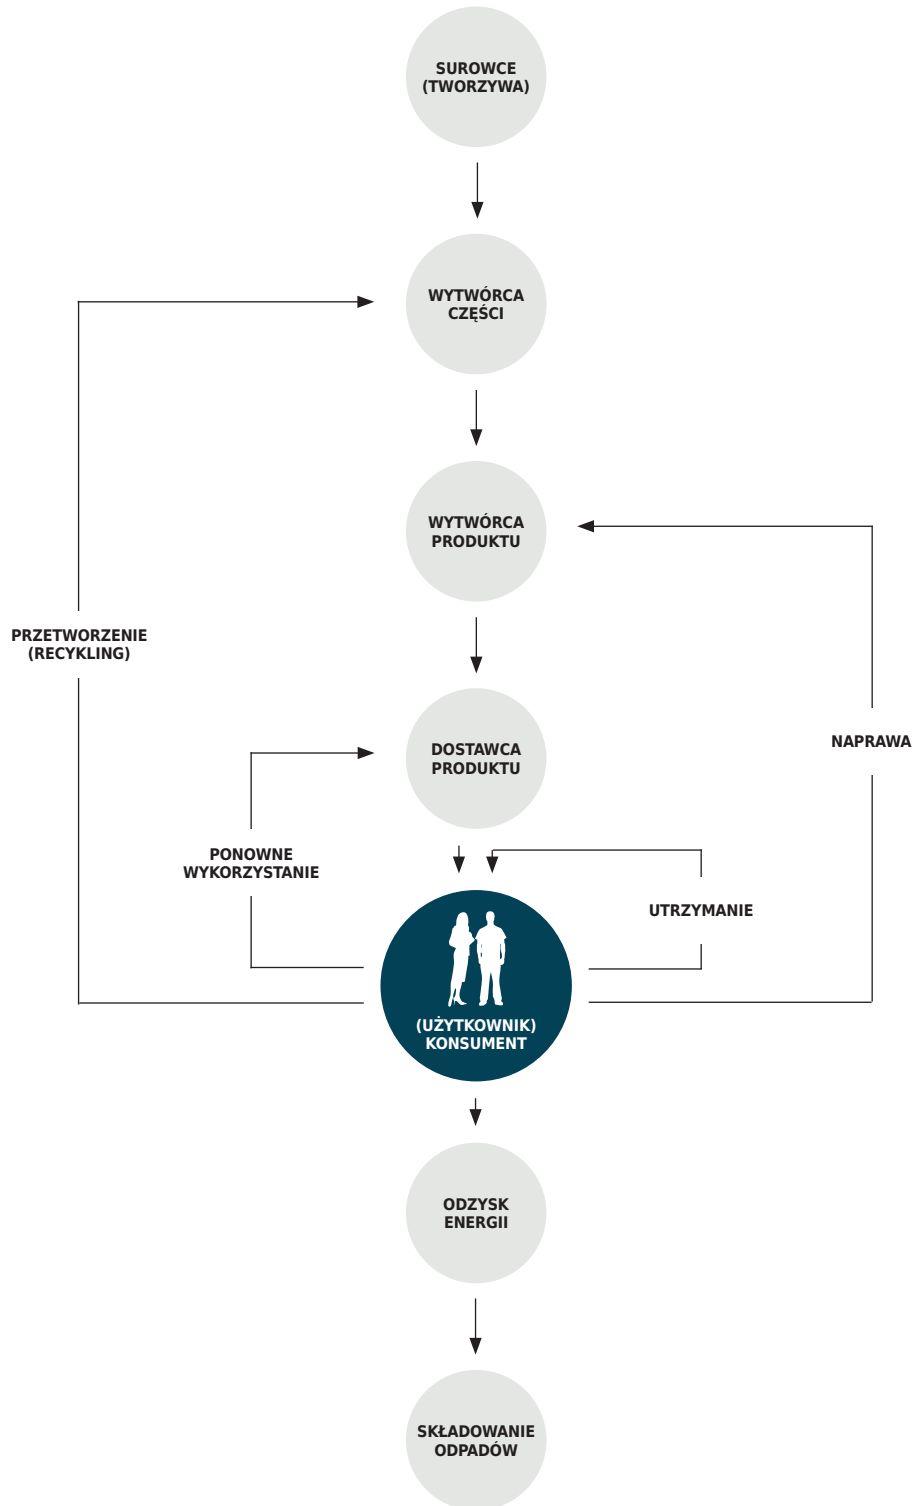 SUROWCE
(TWORZYWA)
WYTWÓRCA
CZĘŚCI
WYTWÓRCA
PRODUKTU
PRZETWORZENIE
(RECYKLING)
NAPRAWA
DOSTAWCA
PRODUKTU
PONOWNE
WYKORZYSTANIE
UTRZYMANIE
(UŻYTKOWNIK)
KONSUMENT
ODZYSK
ENERGII
SKŁADOWANIE
ODPADÓW